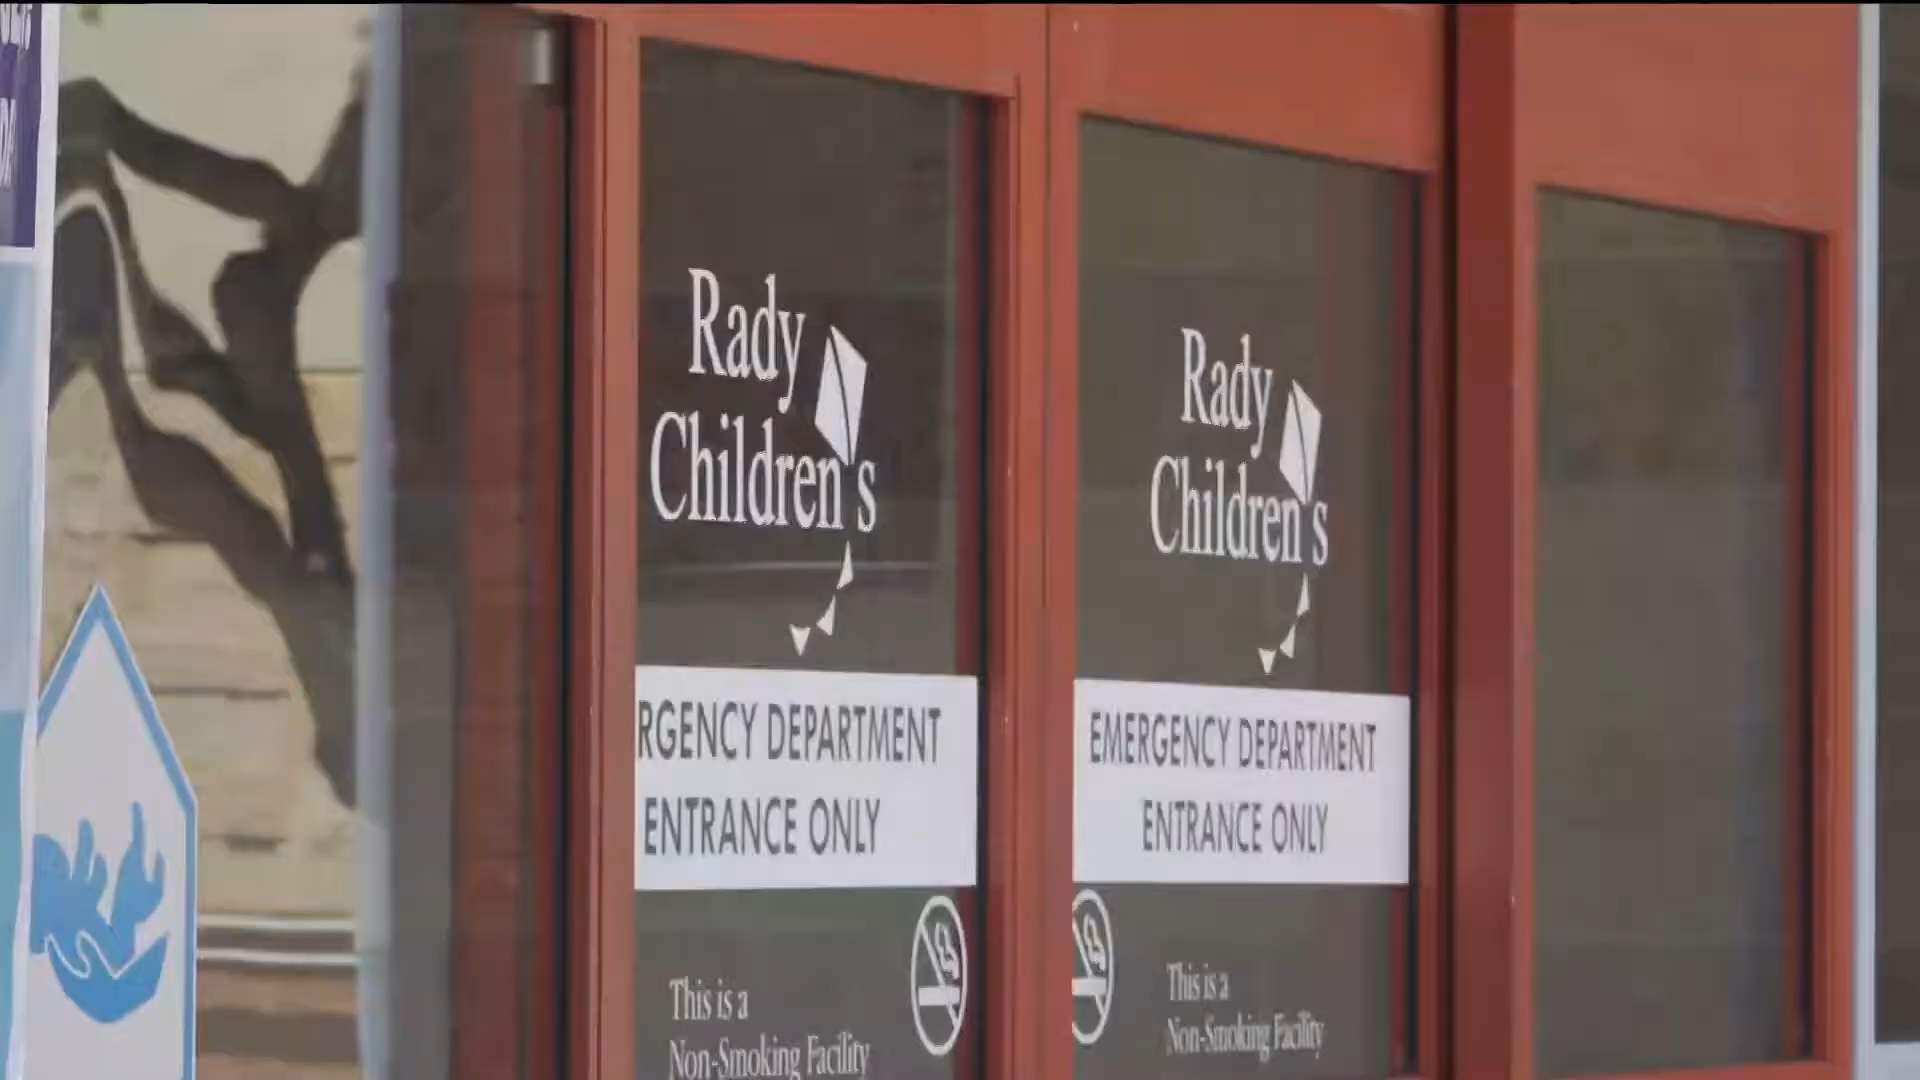 Rady
Children's
RGENCY DEPARTMENT
ENTRANCE ONLY
This is a
Non-Smoking Facility
Rady
Children's
EMERGENCY DEPARTMENT
ENTRANCE ONLY
This is a
Non-Smoking Facility